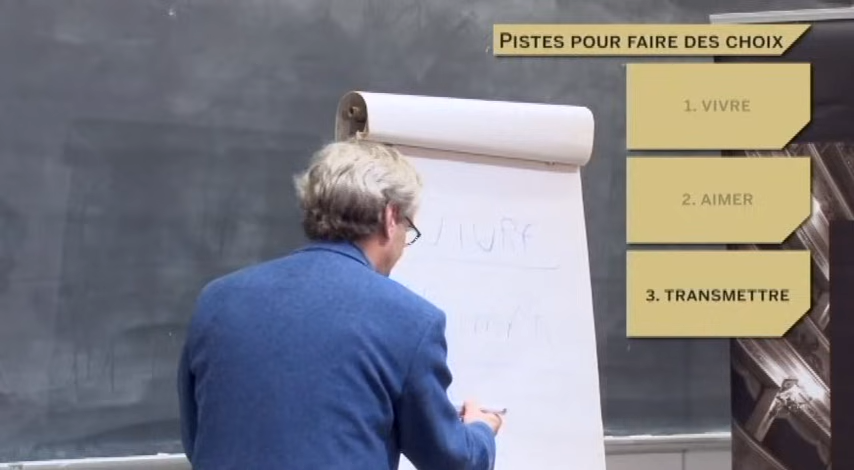 PISTES POUR FAIRE DES CHOIX
1. VIVRE
2. AIMER
3. TRANSMETTRE
VIVRE